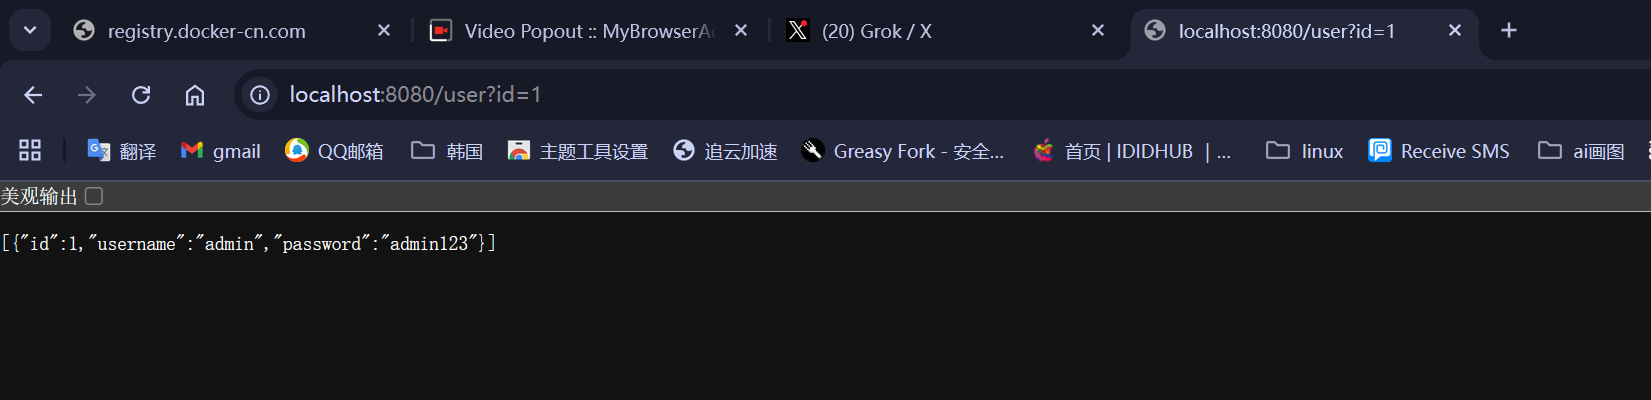 registry.docker-cn.com
Video Popout :: MyBrowserAd
(20) Grok / X
localhost:8080/user?id=1
localhost:8080/user?id=1
翻译 gmail QQ邮箱 韩国 主题工具设置 追云加速 Greasy Fork - 安全... 首页 | IDIDHUB | ... linux Receive SMS ai画图
美观输出
[{"id":1,"username":"admin","password":"admin123"}]